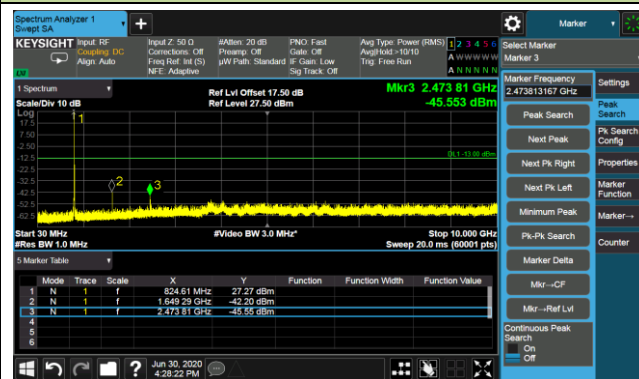 Spectrum Analyzer 1
Swept SA
Marker
KEYSIGHT
Input: RF
Coupling: DC
Align: Auto
Input Z: 50 Ω
Corrections: Off
Freq Ref: Int (S)
NFE: Adaptive
#Atten: 20 dB
Preamp: Off
µW Path: Standard
PNO: Fast
Gate: Off
IF Gain: Low
Sig Track: Off
Avg Type: Power (RMS)
Avg|Hold:>10/10
Trig: Free Run
1 2 3 4 5 6
A W W W W W
A N N N N N
LXI
Select Marker
Marker 3
1 Spectrum
Scale/Div 10 dB
Ref Lvl Offset 17.50 dB
Ref Level 27.50 dBm
Mkr3 2.473 81 GHz
-45.553 dBm
Log
17.5
7.50
-2.50
-12.5
-22.5
-32.5
-42.5
-52.5
-62.5
1
2
3
DL1 -13.00 dBm
Start 30 MHz
#Res BW 1.0 MHz
#Video BW 3.0 MHz*
Stop 10.000 GHz
Sweep 20.0 ms (60001 pts)
5 Marker Table
Mode Trace Scale X Y Function Function Width Function Value
1 N 1 f 824.61 MHz 27.27 dBm
2 N 1 f 1.649 29 GHz -42.20 dBm
3 N 1 f 2.473 81 GHz -45.55 dBm
4
5
6
Marker Frequency
2.473813167 GHz
Peak Search
Next Peak
Next Pk Right
Next Pk Left
Minimum Peak
Pk-Pk Search
Marker Delta
Mkr→CF
Mkr→Ref Lvl
Continuous Peak
Search
On
Off
Settings
Peak
Search
Pk Search
Config
Properties
Marker
Function
Marker→
Counter
?
Jun 30, 2020
4:28:22 PM